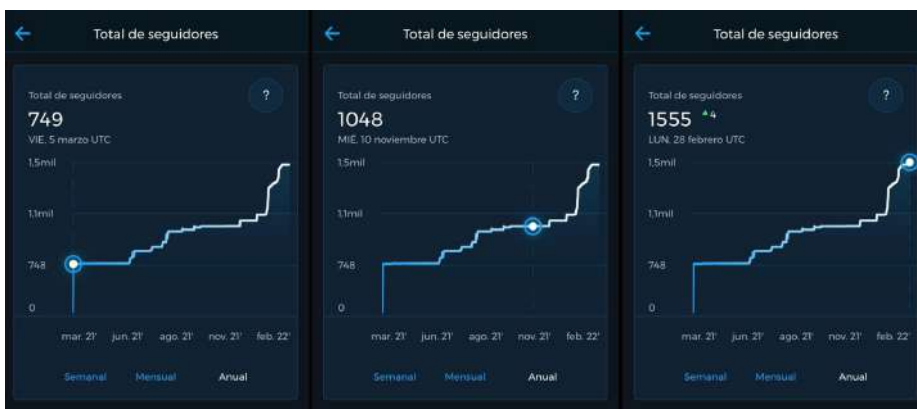 Total de seguidores
Total de seguidores
?
749
VIE. 5 marzo UTC
1,5mil
1,1mil
748
0
mar. 21' jun. 21' ago. 21' nov. 21' feb. 22'
Semanal Mensual Anual
Total de seguidores
Total de seguidores
?
1048
MIÉ. 10 noviembre UTC
1,5mil
1,1mil
748
0
mar. 21' jun. 21' ago. 21' nov. 21' feb. 22'
Semanal Mensual Anual
Total de seguidores
Total de seguidores
?
1555 ▲4
LUN. 28 febrero UTC
1,5mil
1,1mil
748
0
mar. 21' jun. 21' ago. 21' nov. 21' feb. 22'
Semanal Mensual Anual